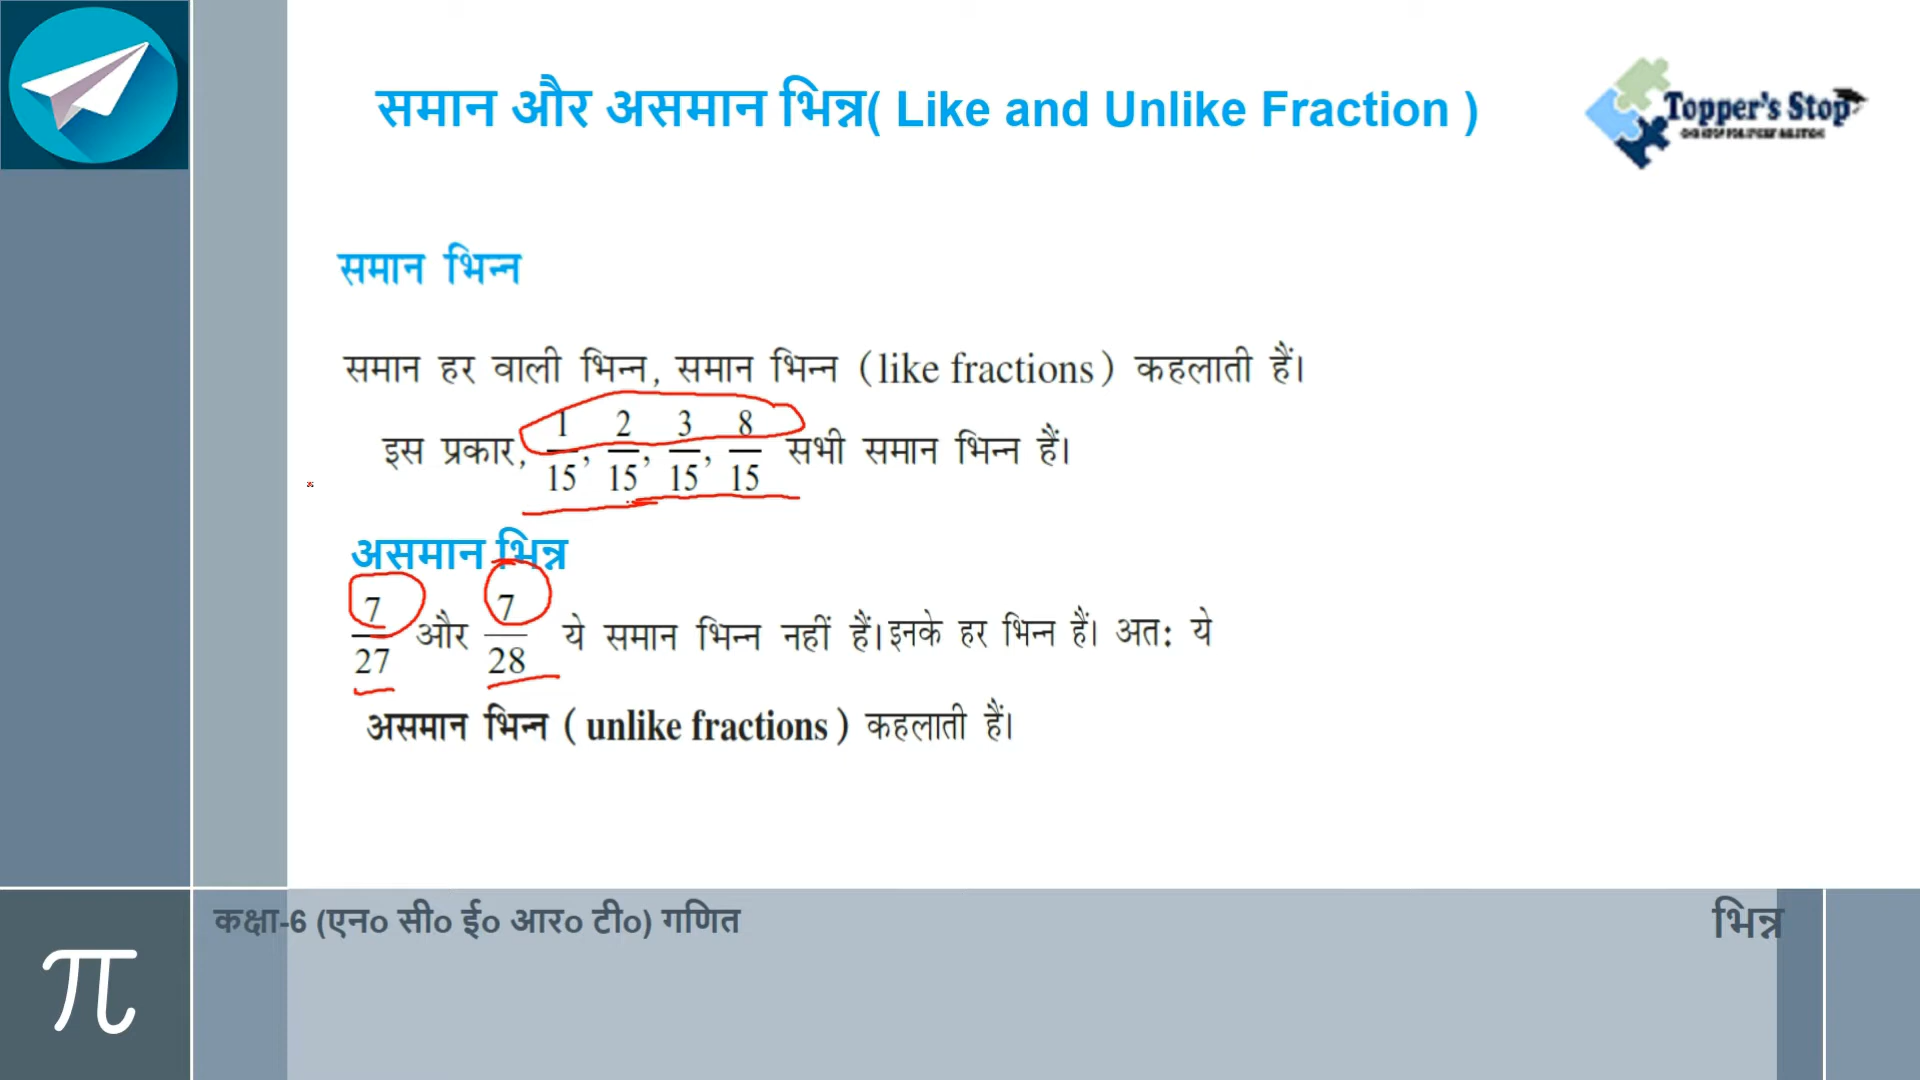 समान और असमान भिन्न( Like and Unlike Fraction )
Topper's Stop
समान भिन्न
समान हर वाली भिन्न, समान भिन्न (like fractions) कहलाती हैं।
इस प्रकार, 1/15, 2/15, 3/15, 8/15 सभी समान भिन्न हैं।
असमान भिन्न
7/27 और 7/28 ये समान भिन्न नहीं हैं। इनके हर भिन्न हैं। अतः ये
असमान भिन्न ( unlike fractions) कहलाती हैं।
कक्षा-6 (एन० सी० ई० आर० टी०) गणित
भिन्न
π